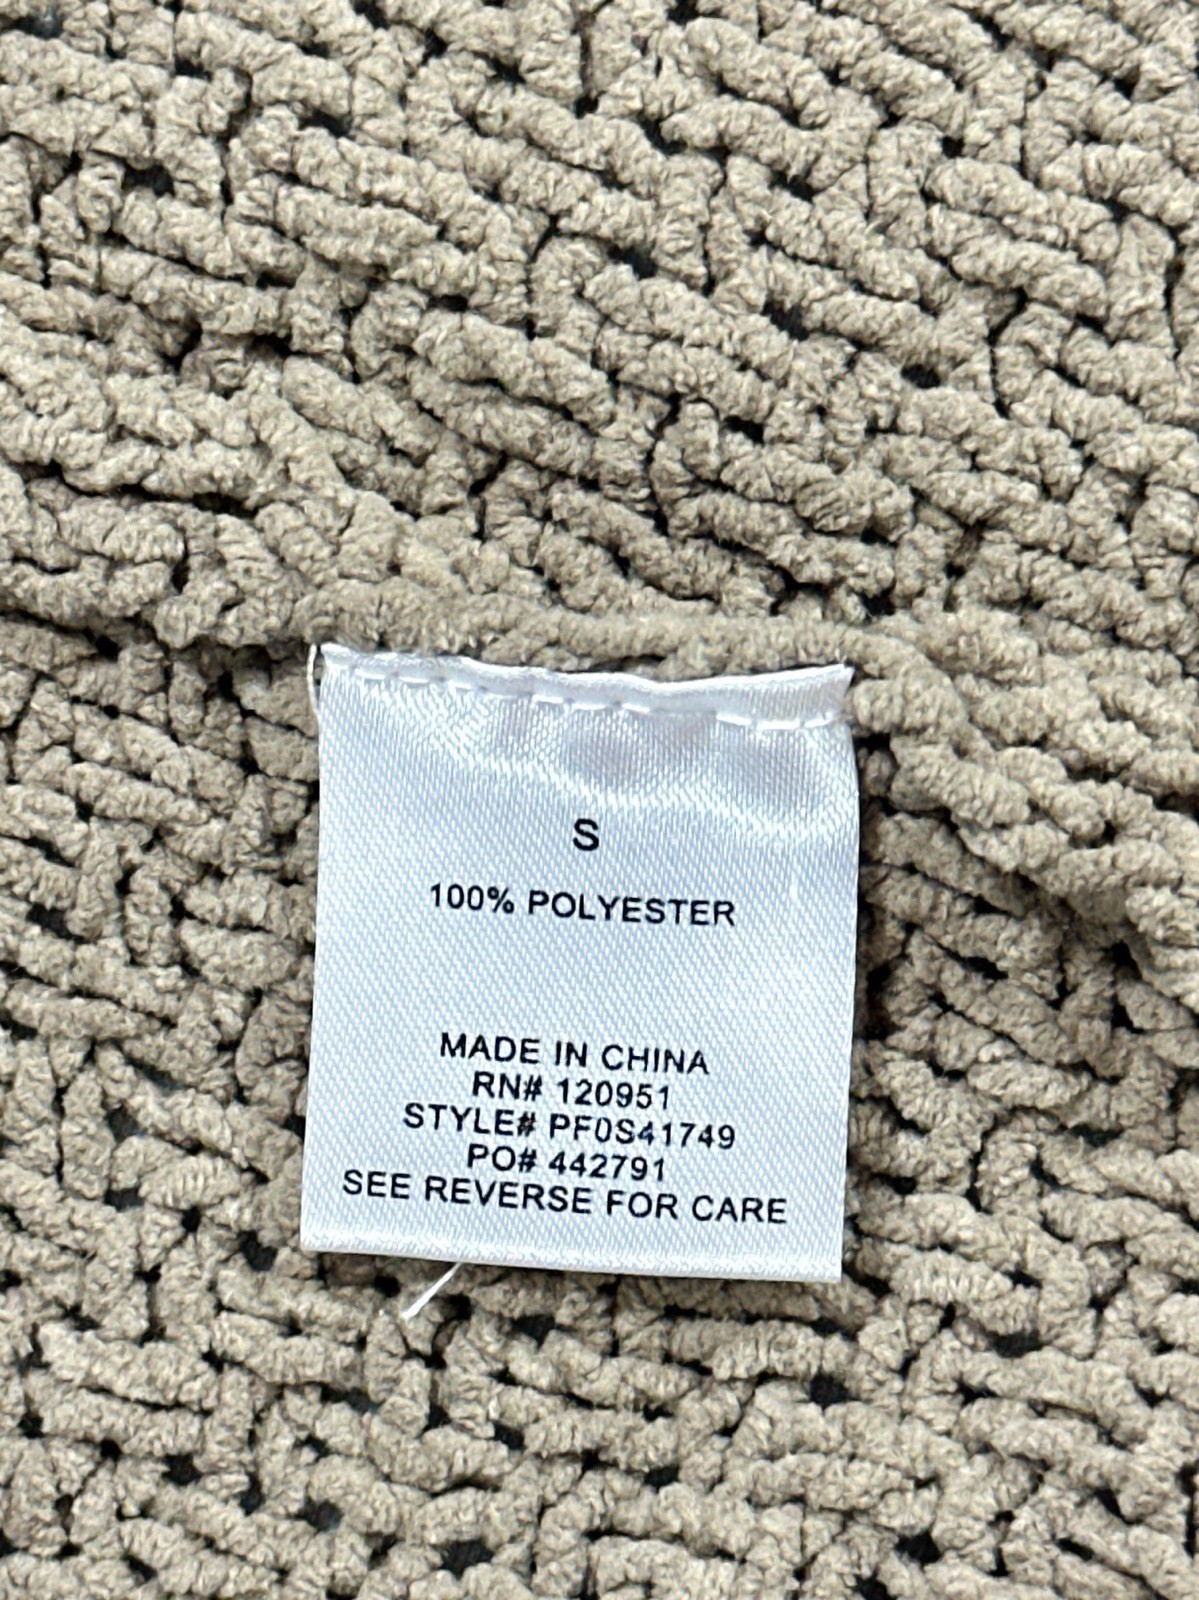 S
100% POLYESTER
MADE IN CHINA
RN# 120951
STYLE# PF0S41749
PO# 442791
SEE REVERSE FOR CARE